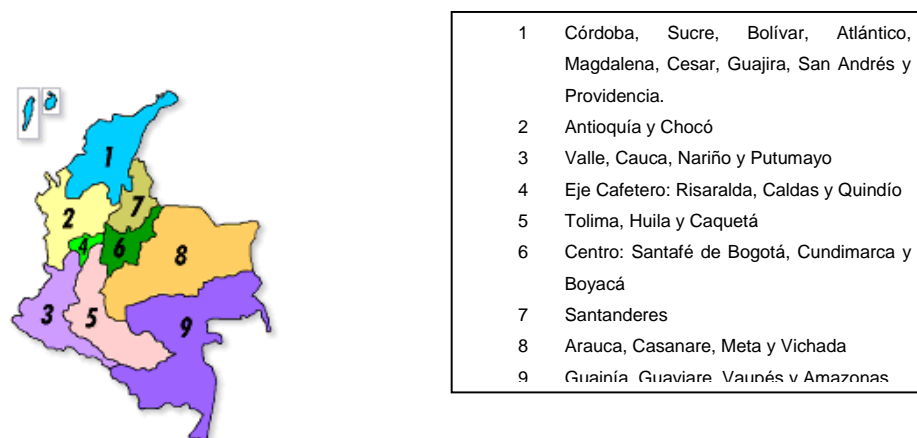 1
2
7
4
6
8
3
5
9
1 Córdoba, Sucre, Bolívar, Atlántico,
Magdalena, Cesar, Guajira, San Andrés y
Providencia.
2 Antioquía y Chocó
3 Valle, Cauca, Nariño y Putumayo
4 Eje Cafetero: Risaralda, Caldas y Quindío
5 Tolima, Huila y Caquetá
6 Centro: Santafé de Bogotá, Cundimarca y
Boyacá
7 Santanderes
8 Arauca, Casanare, Meta y Vichada
9 Guainía, Guaviare, Vaupés y Amazonas